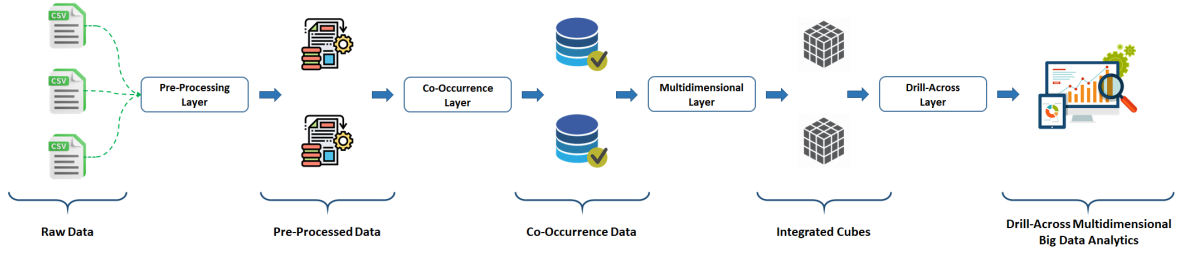 CSV
CSV
CSV
Pre-Processing
Layer
Co-Occurrence
Layer
Multidimensional
Layer
Drill-Across
Layer
Raw Data
Pre-Processed Data
Co-Occurrence Data
Integrated Cubes
Drill-Across Multidimensional
Big Data Analytics